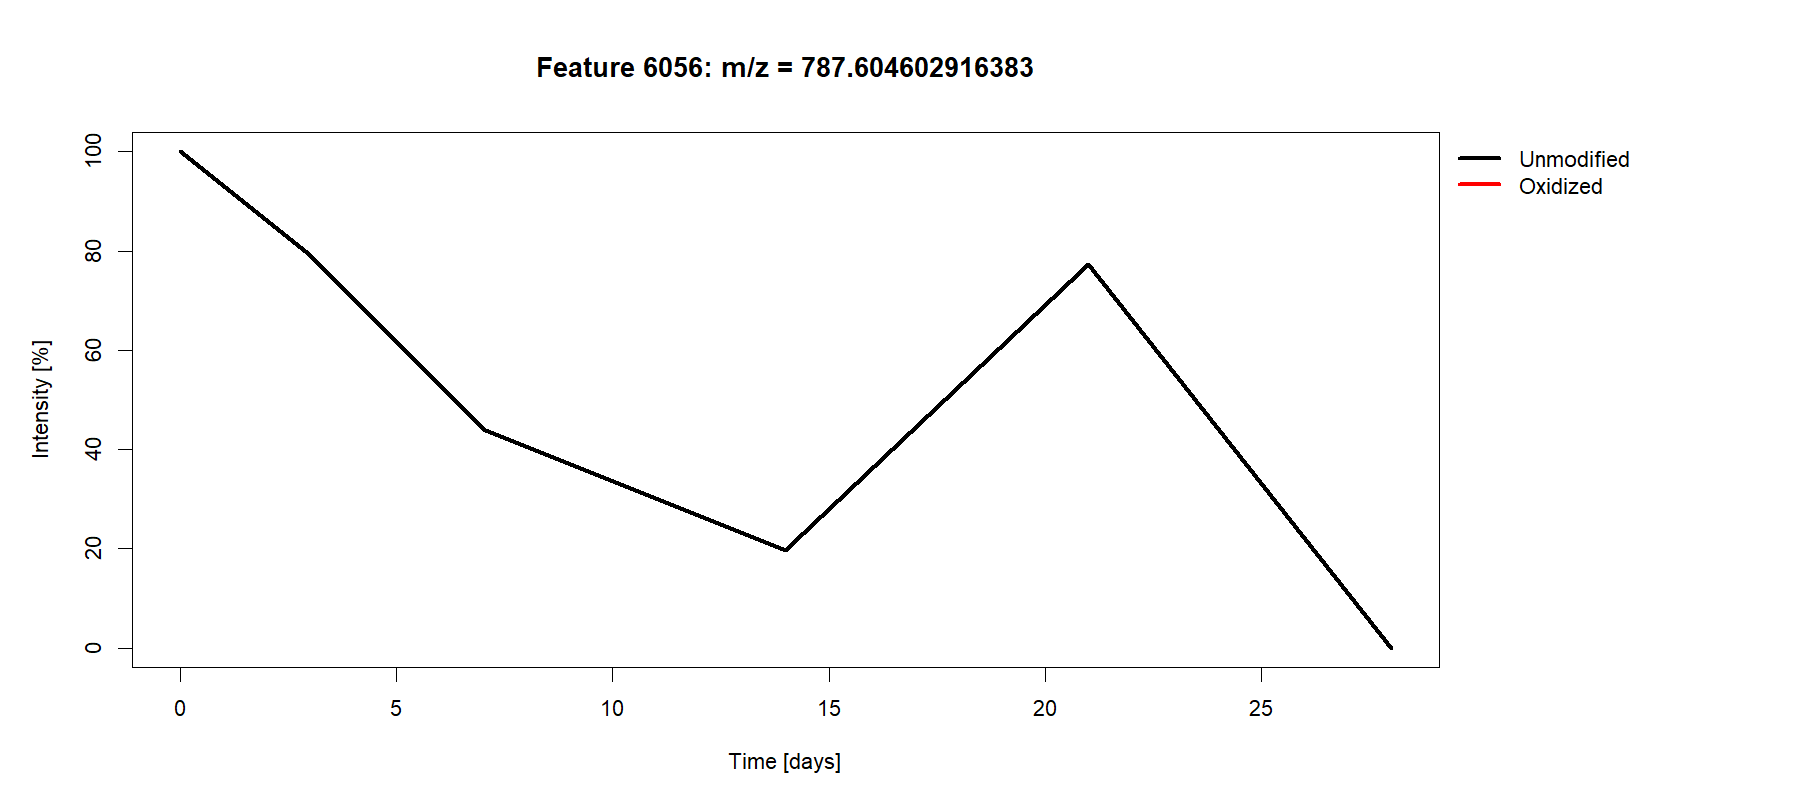 Feature 6056: m/z = 787.604602916383
Unmodified
Oxidized
Intensity [%]
100
80
60
40
20
0
0 5 10 15 20 25
Time [days]